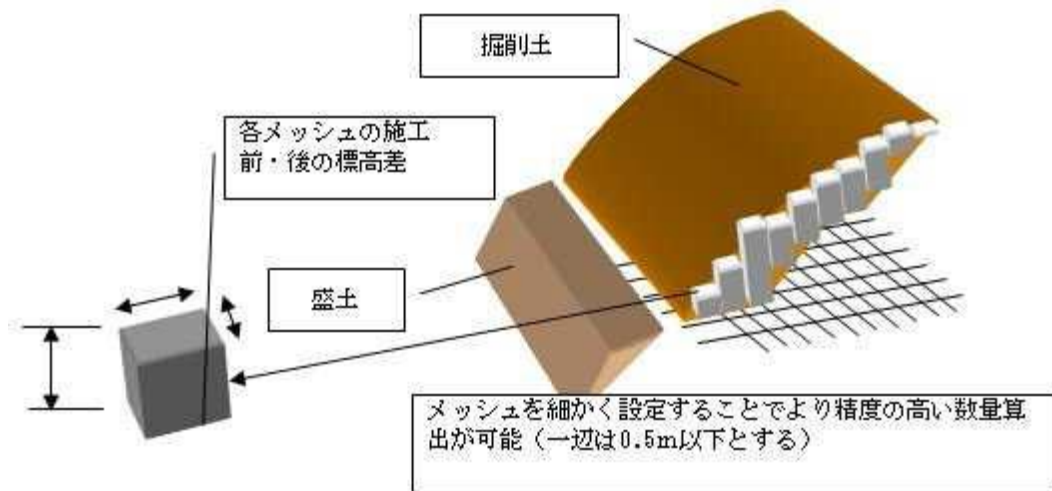 掘削土
各メッシュの施工
前・後の標高差
盛土
メッシュを細かく設定することでより精度の高い数量算
出が可能（一辺は0.5m以下とする）